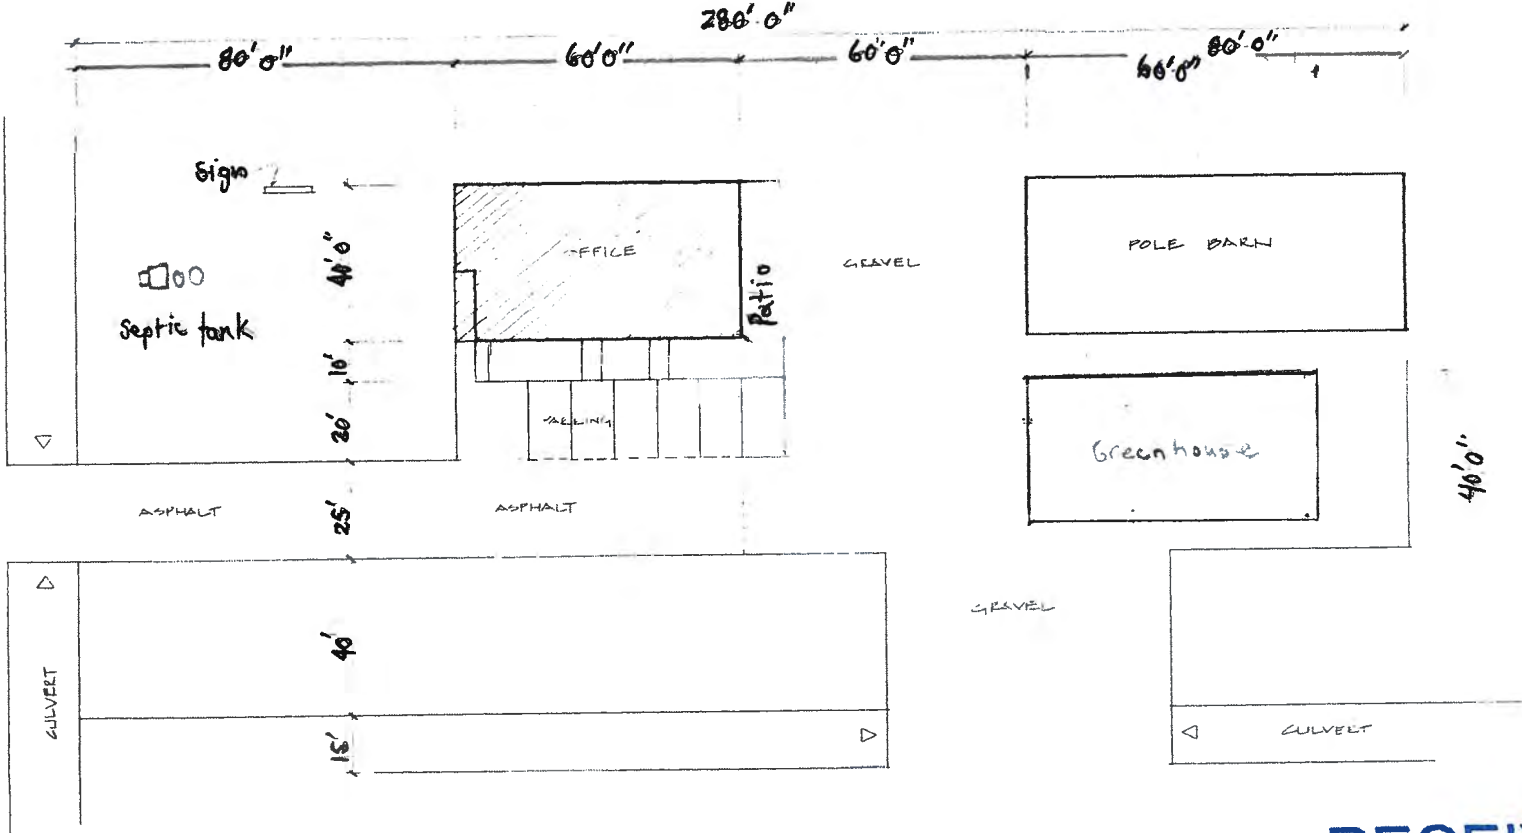 280'0"
80'0"
60'0"
60'0"
80'0"
60'0"
Sign
40'0"
OFFICE
Patio
GRAVEL
POLE BARN
Septic tank
10'
20'
Greenhouse
40'0"
ASPHALT
25'
ASPHALT
GRAVEL
40'
CULVERT
15'
CULVERT